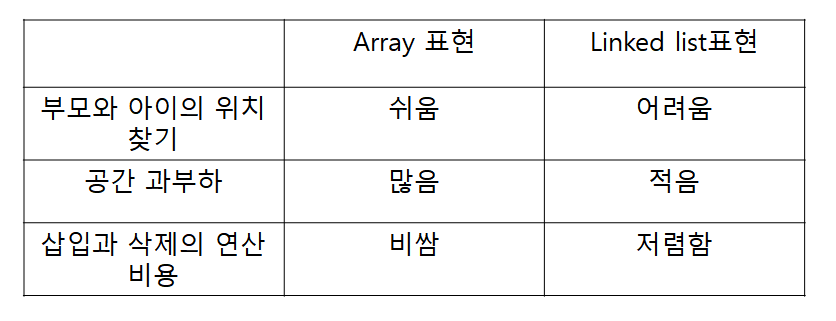 Array 표현
Linked list표현
부모와 아이의 위치
찾기
쉬움
어려움
공간 과부하
많음
적음
삽입과 삭제의 연산
비용
비쌈
저렴함